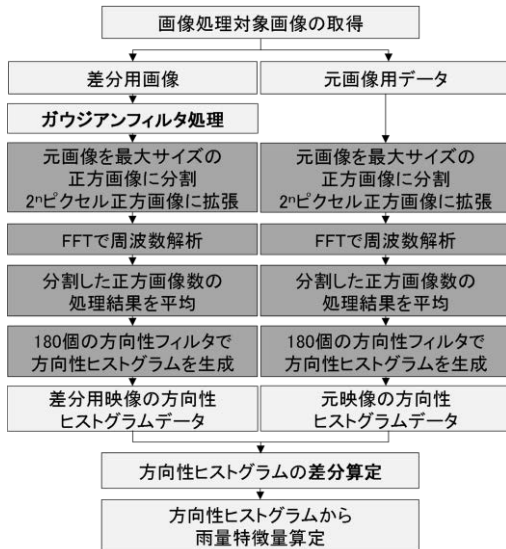 画像処理対象画像の取得
差分用画像
ガウジアンフィルタ処理
元画像を最大サイズの
正方画像に分割
2ⁿピクセル正方画像に拡張
FFTで周波数解析
分割した正方画像数の
処理結果を平均
180個の方向性フィルタで
方向性ヒストグラムを生成
差分用映像の方向性
ヒストグラムデータ
元画像用データ
元画像を最大サイズの
正方画像に分割
2ⁿピクセル正方画像に拡張
FFTで周波数解析
分割した正方画像数の
処理結果を平均
180個の方向性フィルタで
方向性ヒストグラムを生成
元映像の方向性
ヒストグラムデータ
方向性ヒストグラムの差分算定
方向性ヒストグラムから
雨量特徴量算定